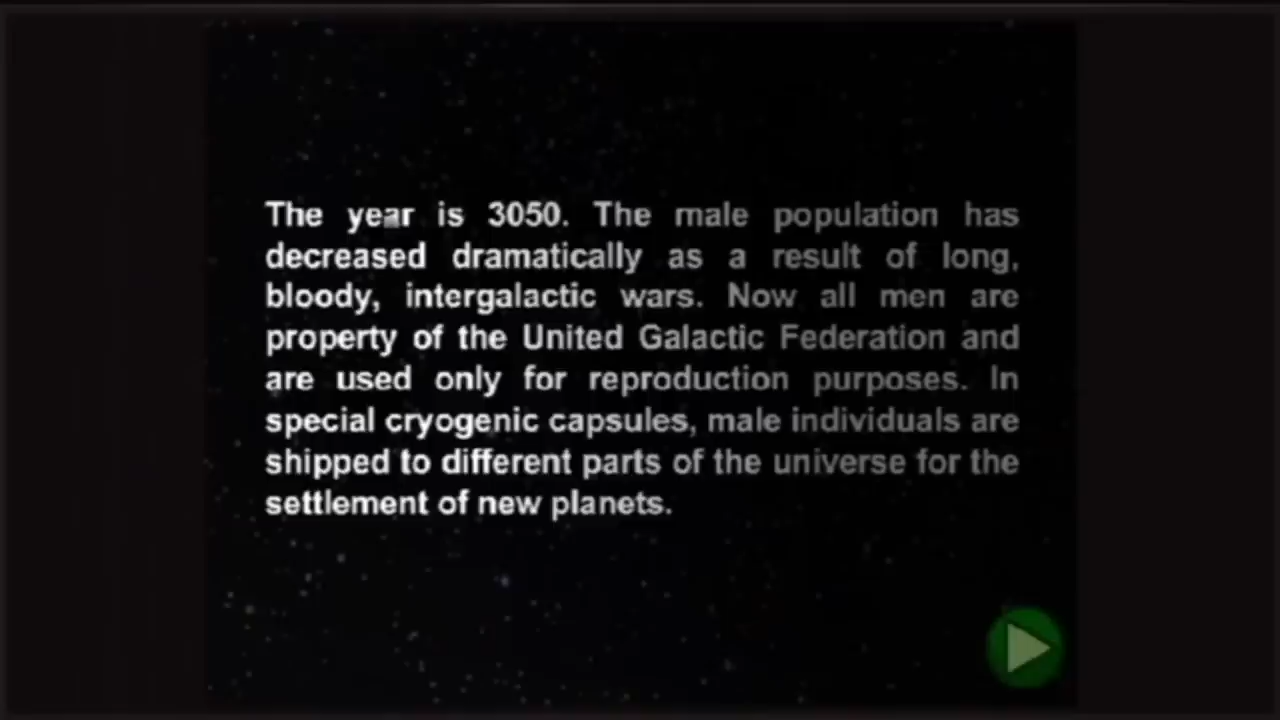 The year is 3050. The male population has
decreased dramatically as a result of long,
bloody, intergalactic wars. Now all men are
property of the United Galactic Federation and
are used only for reproduction purposes. In
special cryogenic capsules, male individuals are
shipped to different parts of the universe for the
settlement of new planets.